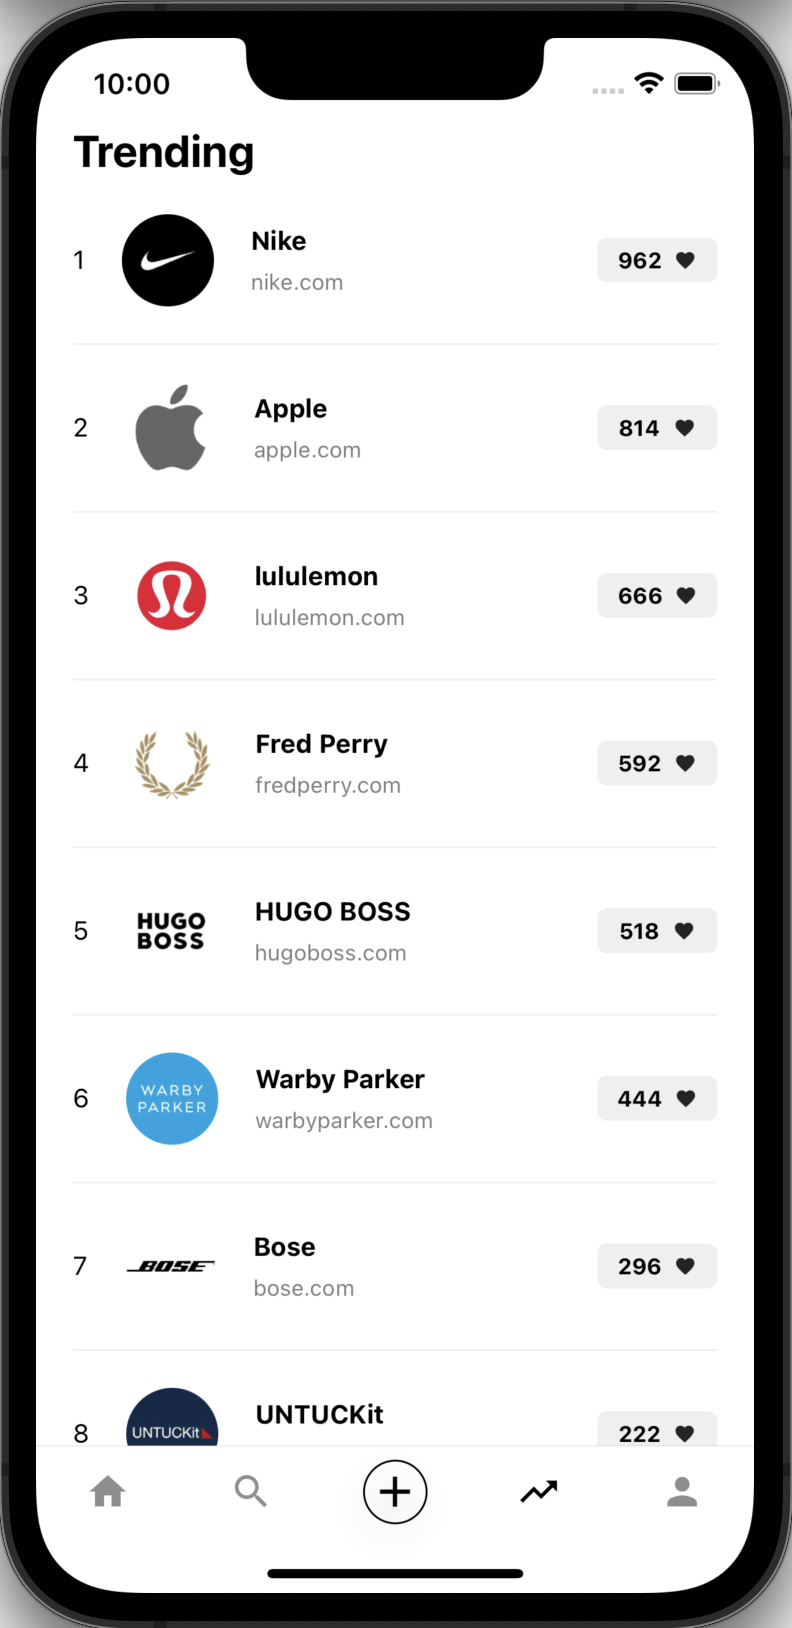 10:00
Trending
1
Nike
nike.com
962
2
Apple
apple.com
814
3
lululemon
lululemon.com
666
4
Fred Perry
fredperry.com
592
5
HUGO
BOSS
HUGO BOSS
hugoboss.com
518
6
WARBY
PARKER
Warby Parker
warbyparker.com
444
7
BOSE
Bose
bose.com
296
8
UNTUCKit
UNTUCKit
222